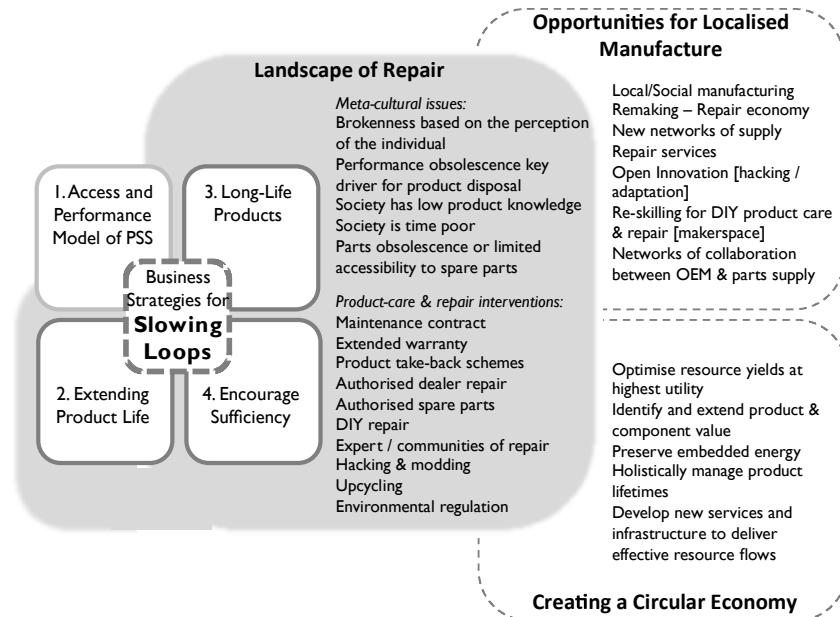 Opportunities for Localised
Manufacture
Landscape of Repair
Meta-cultural issues:
Brokenness based on the perception
of the individual
Performance obsolescence key
driver for product disposal
Society has low product knowledge
Society is time poor
Parts obsolescence or limited
accessibility to spare parts
Product-care & repair interventions:
Maintenance contract
Extended warranty
Product take-back schemes
Authorised dealer repair
Authorised spare parts
DIY repair
Expert / communities of repair
Hacking & modding
Upcycling
Environmental regulation
1. Access and
Performance
Model of PSS
3. Long-Life
Products
Business
Strategies for
Slowing
Loops
2. Extending
Product Life
4. Encourage
Sufficiency
Local/Social manufacturing
Remaking – Repair economy
New networks of supply
Repair services
Open Innovation [hacking /
adaptation]
Re-skilling for DIY product care
& repair [makerspace]
Networks of collaboration
between OEM & parts supply
Optimise resource yields at
highest utility
Identify and extend product &
component value
Preserve embedded energy
Holistically manage product
lifetimes
Develop new services and
infrastructure to deliver
effective resource flows
Creating a Circular Economy